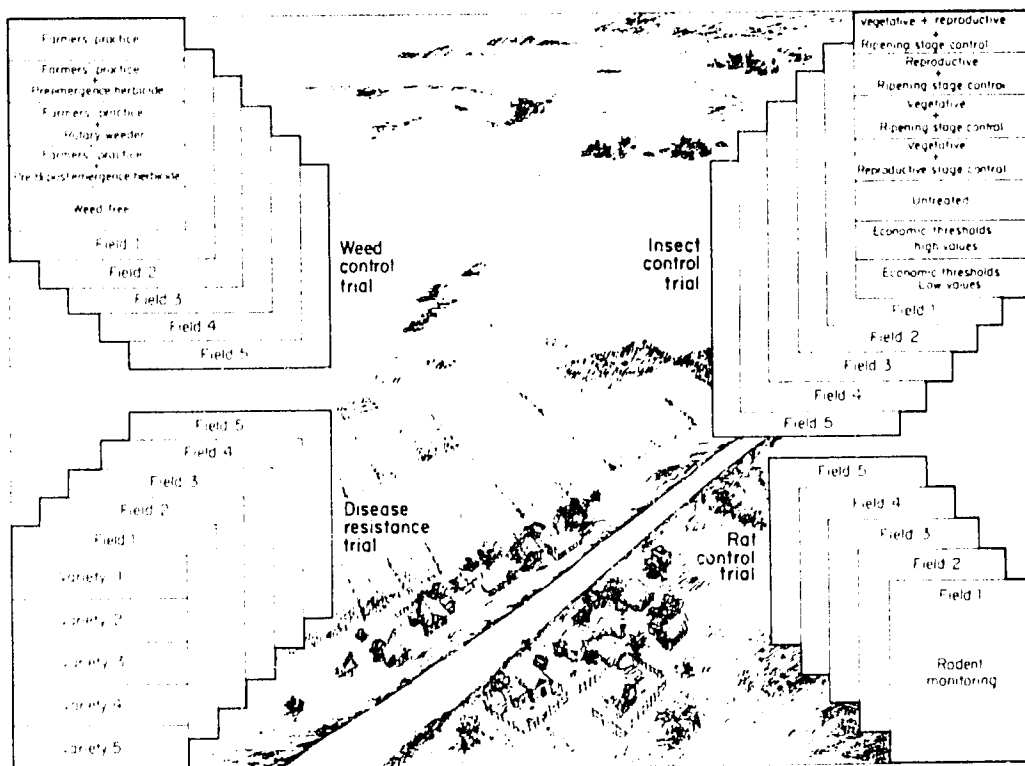 Farmers' practice
Farmers' practice
+
Preemergence herbicide
Farmers' practice
+
Rotary weeder
Farmers' practice
+
Pre & postemergence herbicide
Weed free
Field 1
Field 2
Field 3
Field 4
Field 5
Weed
control
trial
Vegetative + reproductive
+
Ripening stage control
Reproductive
+
Ripening stage control
Vegetative
+
Ripening stage control
Vegetative
+
Reproductive stage control
Untreated
Economic thresholds
high values
Economic thresholds
Low values
Field 1
Field 2
Field 3
Field 4
Field 5
Insect
control
trial
Field 5
Field 4
Field 3
Field 2
Field 1
Variety 1
Variety 2
Variety 3
Variety 4
Variety 5
Disease
resistance
trial
Field 5
Field 4
Field 3
Field 2
Field 1
Rodent
monitoring
Rat
control
trial